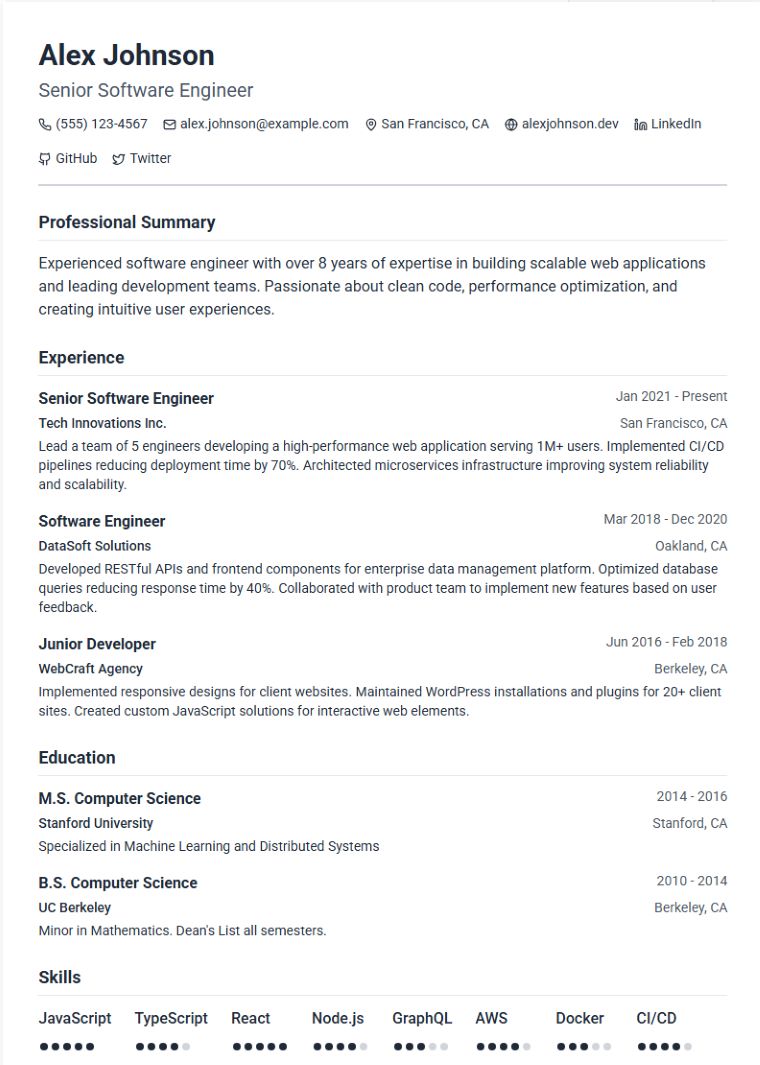 Alex Johnson
Senior Software Engineer
(555) 123-4567 alex.johnson@example.com San Francisco, CA alexjohnson.dev LinkedIn
GitHub Twitter
Professional Summary
Experienced software engineer with over 8 years of expertise in building scalable web applications
and leading development teams. Passionate about clean code, performance optimization, and
creating intuitive user experiences.
Experience
Senior Software Engineer Jan 2021 - Present
Tech Innovations Inc. San Francisco, CA
Lead a team of 5 engineers developing a high-performance web application serving 1M+ users. Implemented CI/CD
pipelines reducing deployment time by 70%. Architected microservices infrastructure improving system reliability
and scalability.
Software Engineer Mar 2018 - Dec 2020
DataSoft Solutions Oakland, CA
Developed RESTful APIs and frontend components for enterprise data management platform. Optimized database
queries reducing response time by 40%. Collaborated with product team to implement new features based on user
feedback.
Junior Developer Jun 2016 - Feb 2018
WebCraft Agency Berkeley, CA
Implemented responsive designs for client websites. Maintained WordPress installations and plugins for 20+ client
sites. Created custom JavaScript solutions for interactive web elements.
Education
M.S. Computer Science 2014 - 2016
Stanford University Stanford, CA
Specialized in Machine Learning and Distributed Systems
B.S. Computer Science 2010 - 2014
UC Berkeley Berkeley, CA
Minor in Mathematics. Dean's List all semesters.
Skills
JavaScript TypeScript React Node.js GraphQL AWS Docker CI/CD